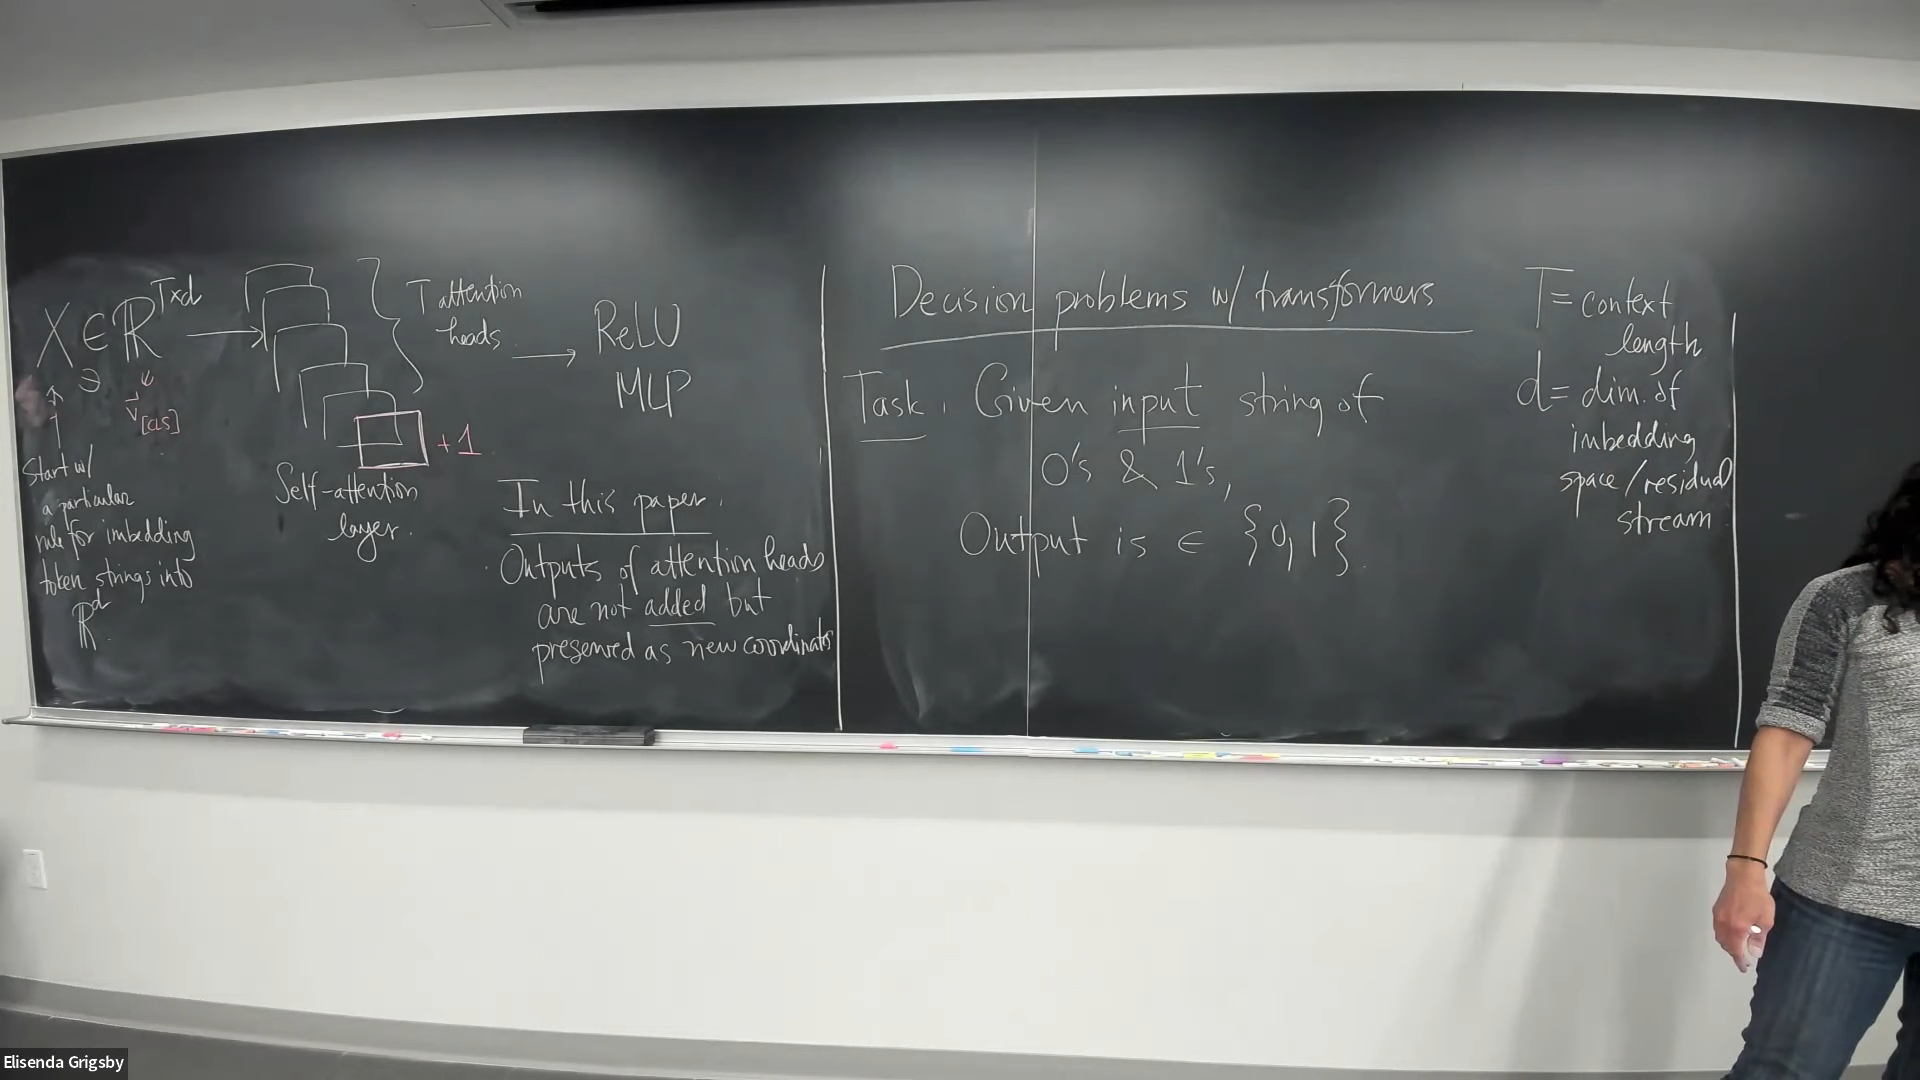 X ∈ ℝ^{T×d}
T attention
heads
ReLU
MLP
v⃗_[CLS]
+1
Start w/
a particular
rule for imbedding
token strings into
ℝ^d
Self-attention
layer.
In this paper.
Outputs of attention heads
are not added but
preserved as new coordinates
Decision problems w/ transformers
Task. Given input string of
0's & 1's,
Output is ∈ {0,1}.
T = context
length
d = dim. of
imbedding
space/residual
stream
Elisenda Grigsby